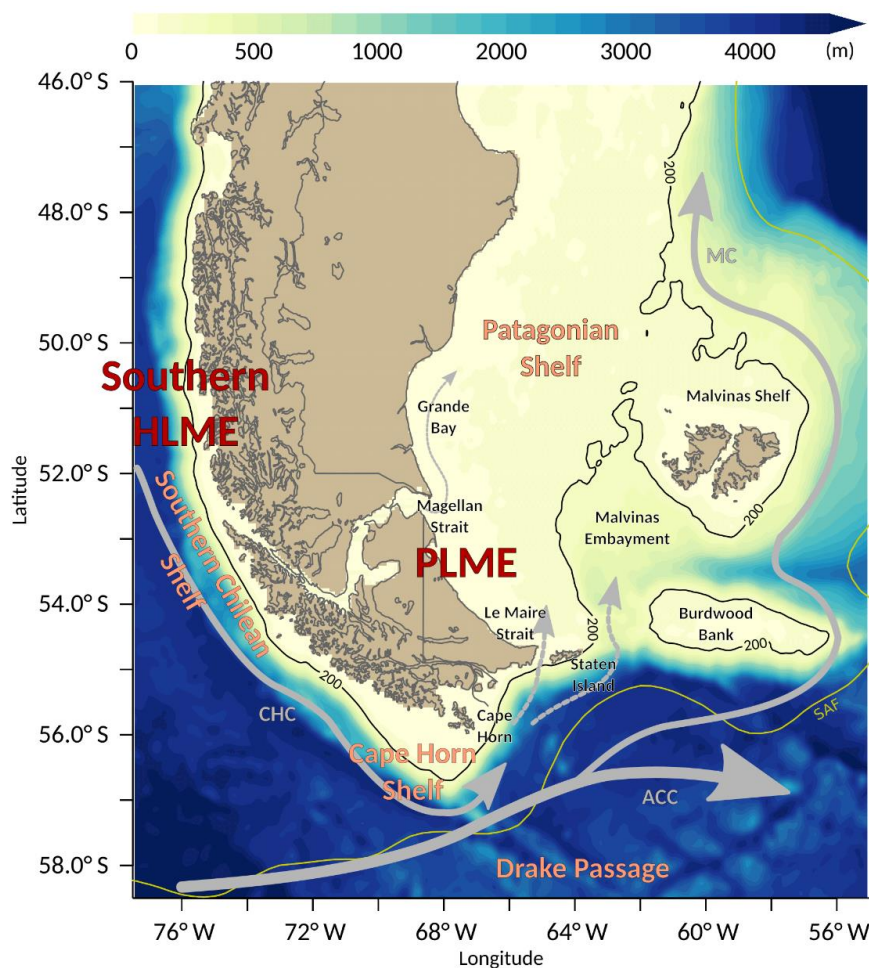 0 500 1000 2000 3000 4000 (m)
46.0° S
48.0° S
50.0° S
52.0° S
54.0° S
56.0° S
58.0° S
Latitude
200
MC
Patagonian
Shelf
Southern
HLME
Malvinas Shelf
Grande
Bay
200
Southern Chilean
Shelf
Magellan
Strait
Malvinas
Embayment
PLME
Le Maire
Strait
200
Burdwood
Bank
200
Staten
Island
200
CHC
Cape
Horn
SAF
Cape Horn
Shelf
ACC
Drake Passage
76° W 72° W 68° W 64° W 60° W 56° W
Longitude